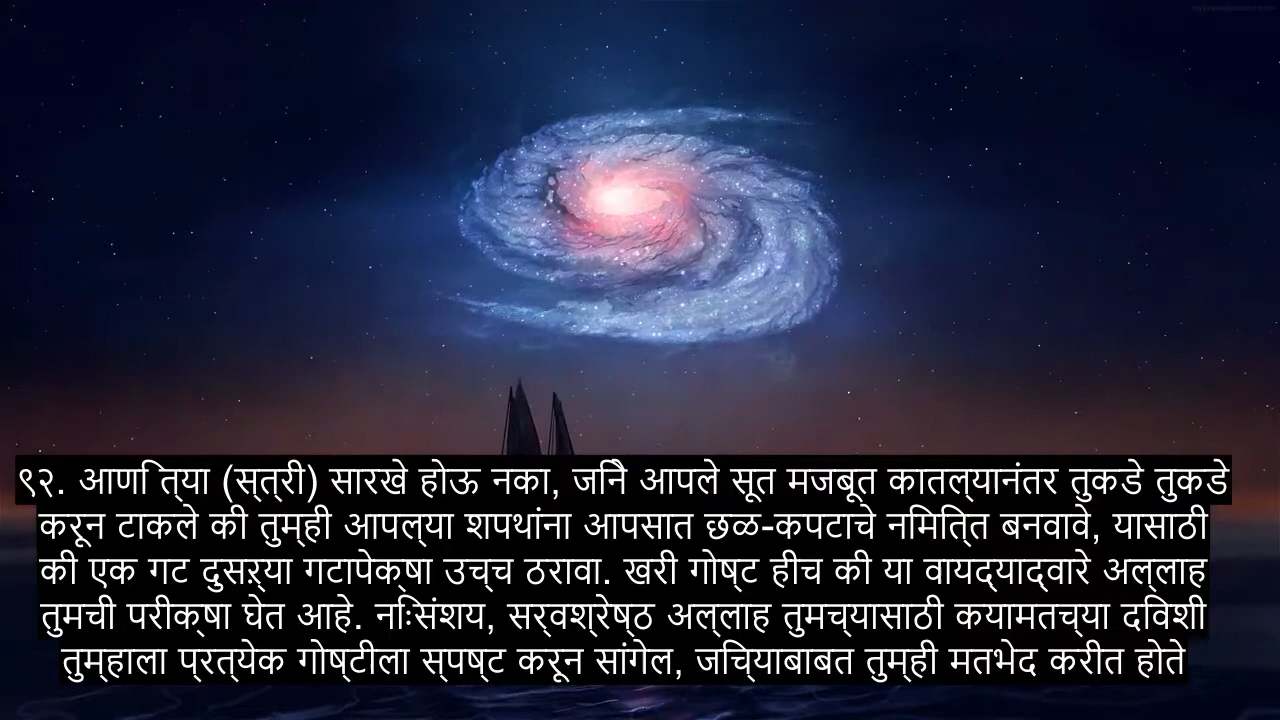 ९२. आणि त्या (स्त्री) सारखे होऊ नका, जिने आपले सूत मजबूत कातल्यानंतर तुकडे तुकडे
करून टाकले की तुम्ही आपल्या शपथांना आपसात छळ-कपटाचे निमित्त बनवावे, यासाठी
की एक गट दुसऱ्या गटापेक्षा उच्च ठरावा. खरी गोष्ट हीच की या वायद्याद्वारे अल्लाह
तुमची परीक्षा घेत आहे. निःसंशय, सर्वश्रेष्ठ अल्लाह तुमच्यासाठी कयामतच्या दिवशी
तुम्हाला प्रत्येक गोष्टीला स्पष्ट करून सांगेल, जिच्याबाबत तुम्ही मतभेद करीत होते